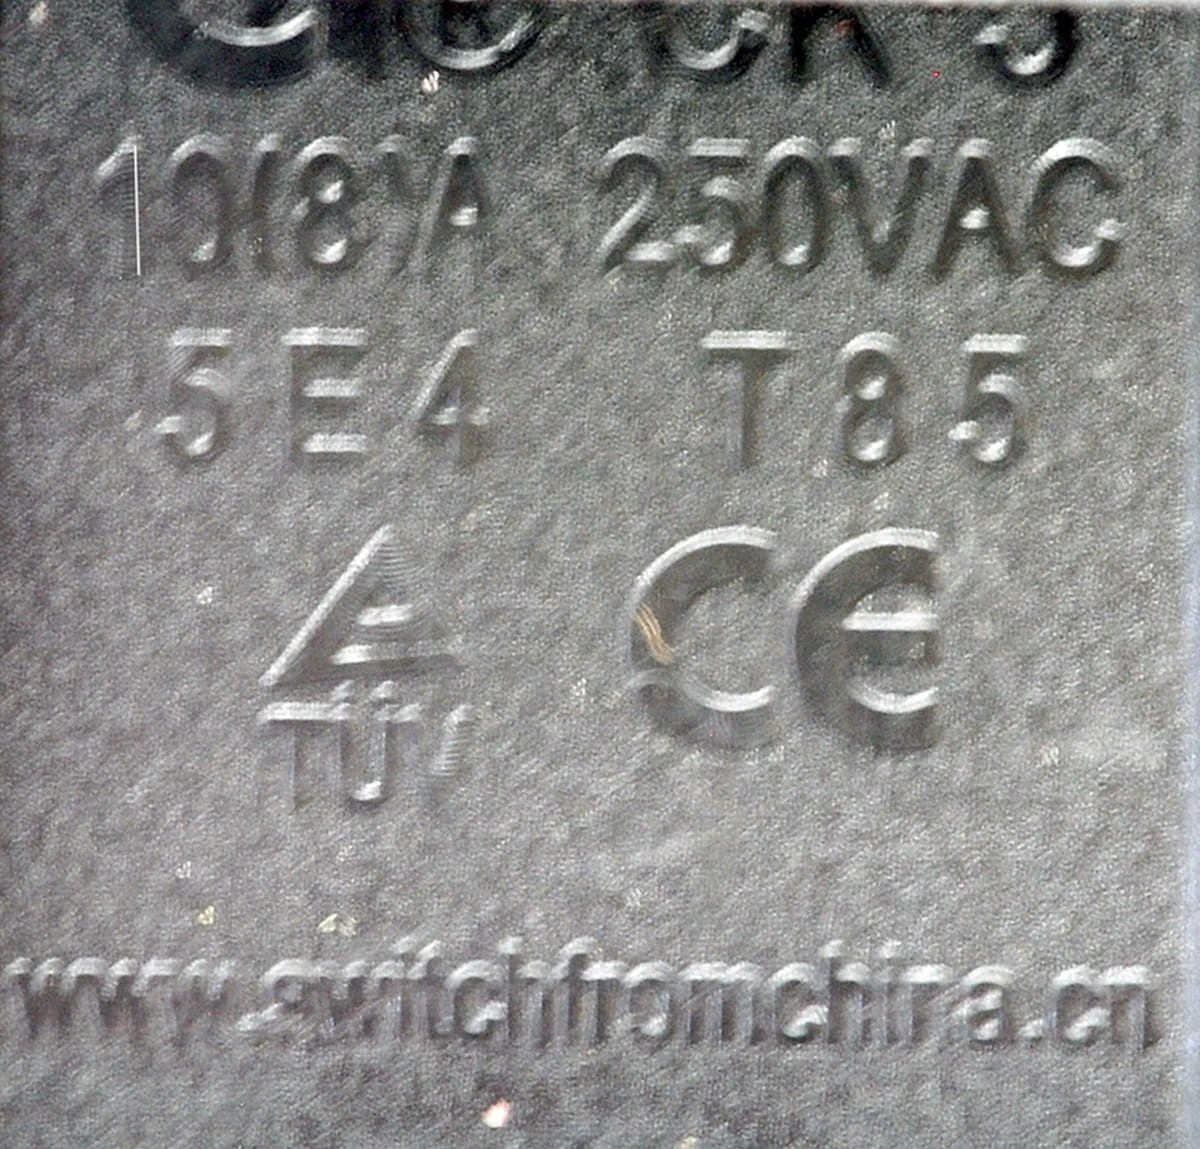 10(8)A 250VAC
5E4 T85
TÜV CE
www.switchfromchina.cn